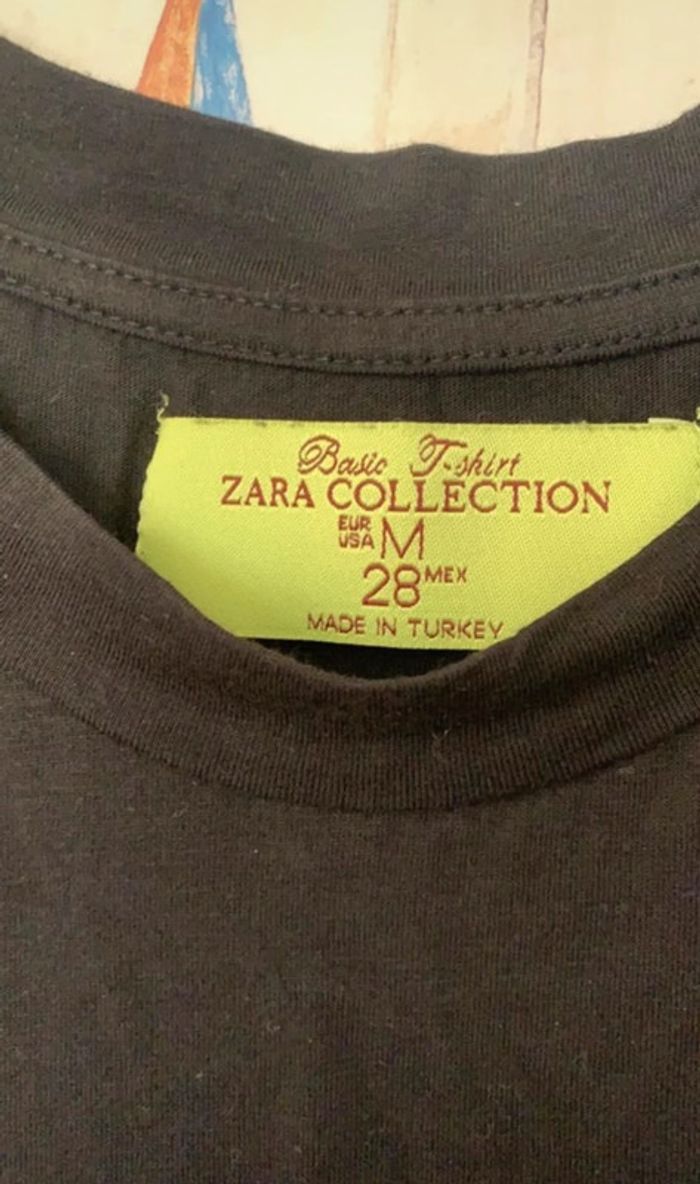 Basic T-shirt
ZARA COLLECTION
EUR
USA M
28 MEX
MADE IN TURKEY